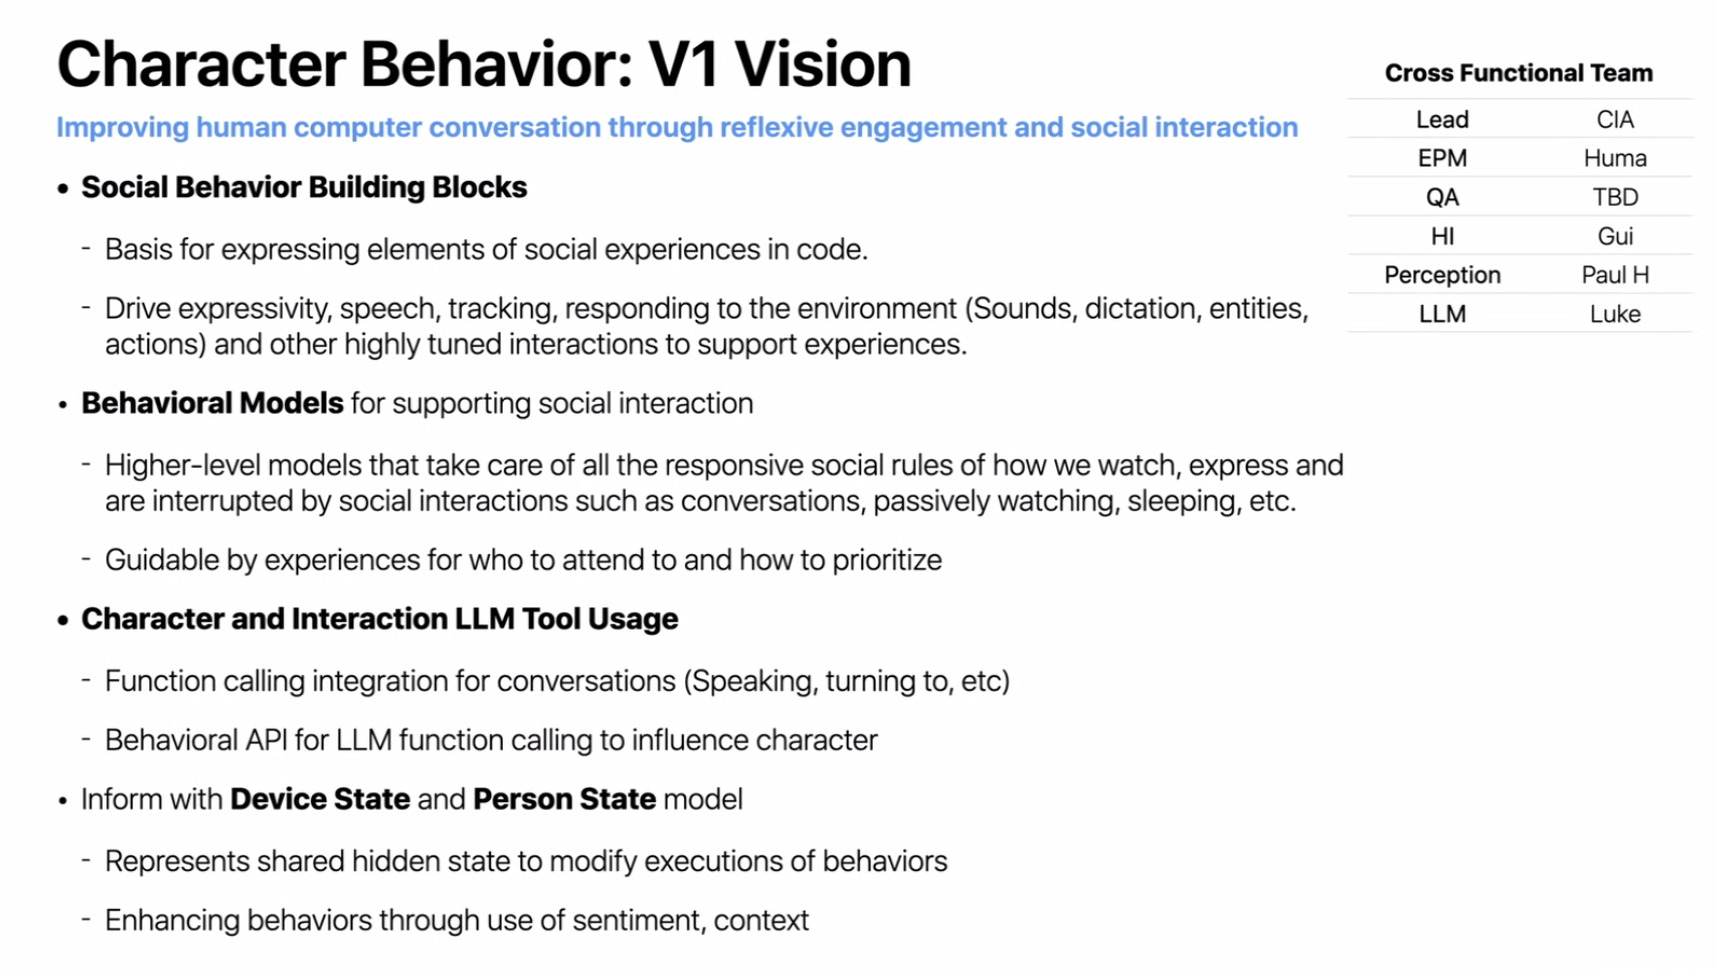 Character Behavior: V1 Vision
Improving human computer conversation through reflexive engagement and social interaction
• Social Behavior Building Blocks
- Basis for expressing elements of social experiences in code.
- Drive expressivity, speech, tracking, responding to the environment (Sounds, dictation, entities,
actions) and other highly tuned interactions to support experiences.
• Behavioral Models for supporting social interaction
- Higher-level models that take care of all the responsive social rules of how we watch, express and
are interrupted by social interactions such as conversations, passively watching, sleeping, etc.
- Guidable by experiences for who to attend to and how to prioritize
• Character and Interaction LLM Tool Usage
- Function calling integration for conversations (Speaking, turning to, etc)
- Behavioral API for LLM function calling to influence character
• Inform with Device State and Person State model
- Represents shared hidden state to modify executions of behaviors
- Enhancing behaviors through use of sentiment, context
Cross Functional Team
Lead CIA
EPM Huma
QA TBD
HI Gui
Perception Paul H
LLM Luke